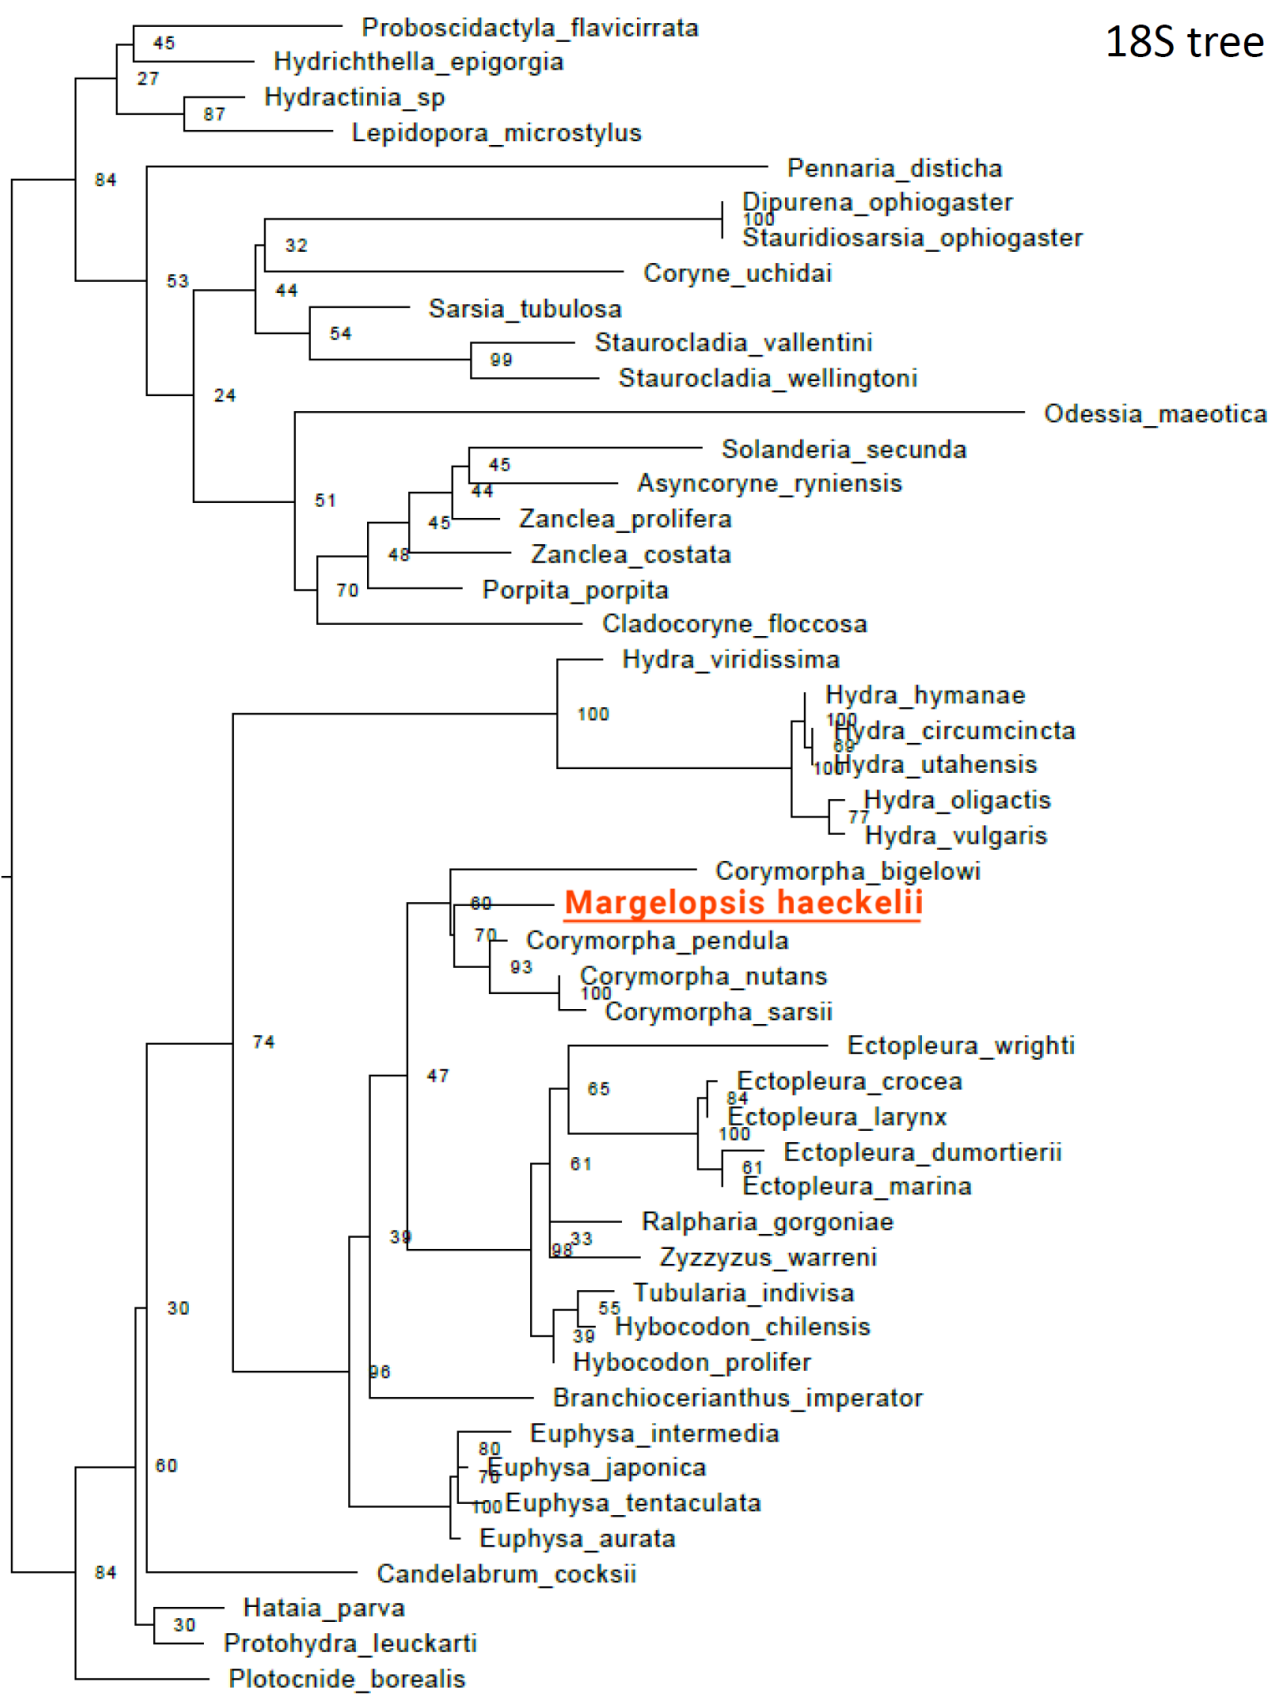 18S tree
Proboscidactyla_flavicirrata
45
Hydrichthella_epigorgia
27
Hydractinia_sp
87
Lepidopora_microstylus
84
Pennaria_disticha
Dipurena_ophiogaster
100
Stauridiosarsia_ophiogaster
32
Coryne_uchidai
53
44
Sarsia_tubulosa
54
Staurocladia_vallentini
99
Staurocladia_wellingtoni
24
Odessia_maeotica
Solanderia_secunda
45
Asyncoryne_ryniensis
44
51
Zanclea_prolifera
45
Zanclea_costata
48
Porpita_porpita
70
Cladocoryne_floccosa
Hydra_viridissima
Hydra_hymanae
100
100
Hydra_circumcincta
69
Hydra_utahensis
100
Hydra_oligactis
77
Hydra_vulgaris
Corymorpha_bigelowi
Margelopsis haeckelii
60
70
Corymorpha_pendula
93
Corymorpha_nutans
100
Corymorpha_sarsii
74
Ectopleura_wrighti
47
Ectopleura_crocea
65
84
Ectopleura_larynx
100
Ectopleura_dumortierii
61
61
Ectopleura_marina
Ralpharia_gorgoniae
39
33
98
Zyzzyzus_warreni
Tubularia_indivisa
30
55
Hybocodon_chilensis
39
Hybocodon_prolifer
96
Branchiocerianthus_imperator
Euphysa_intermedia
80
60
Euphysa_japonica
70
Euphysa_tentaculata
100
Euphysa_aurata
84
Candelabrum_cocksii
Hataia_parva
30
Protohydra_leuckarti
Plotocnide_borealis